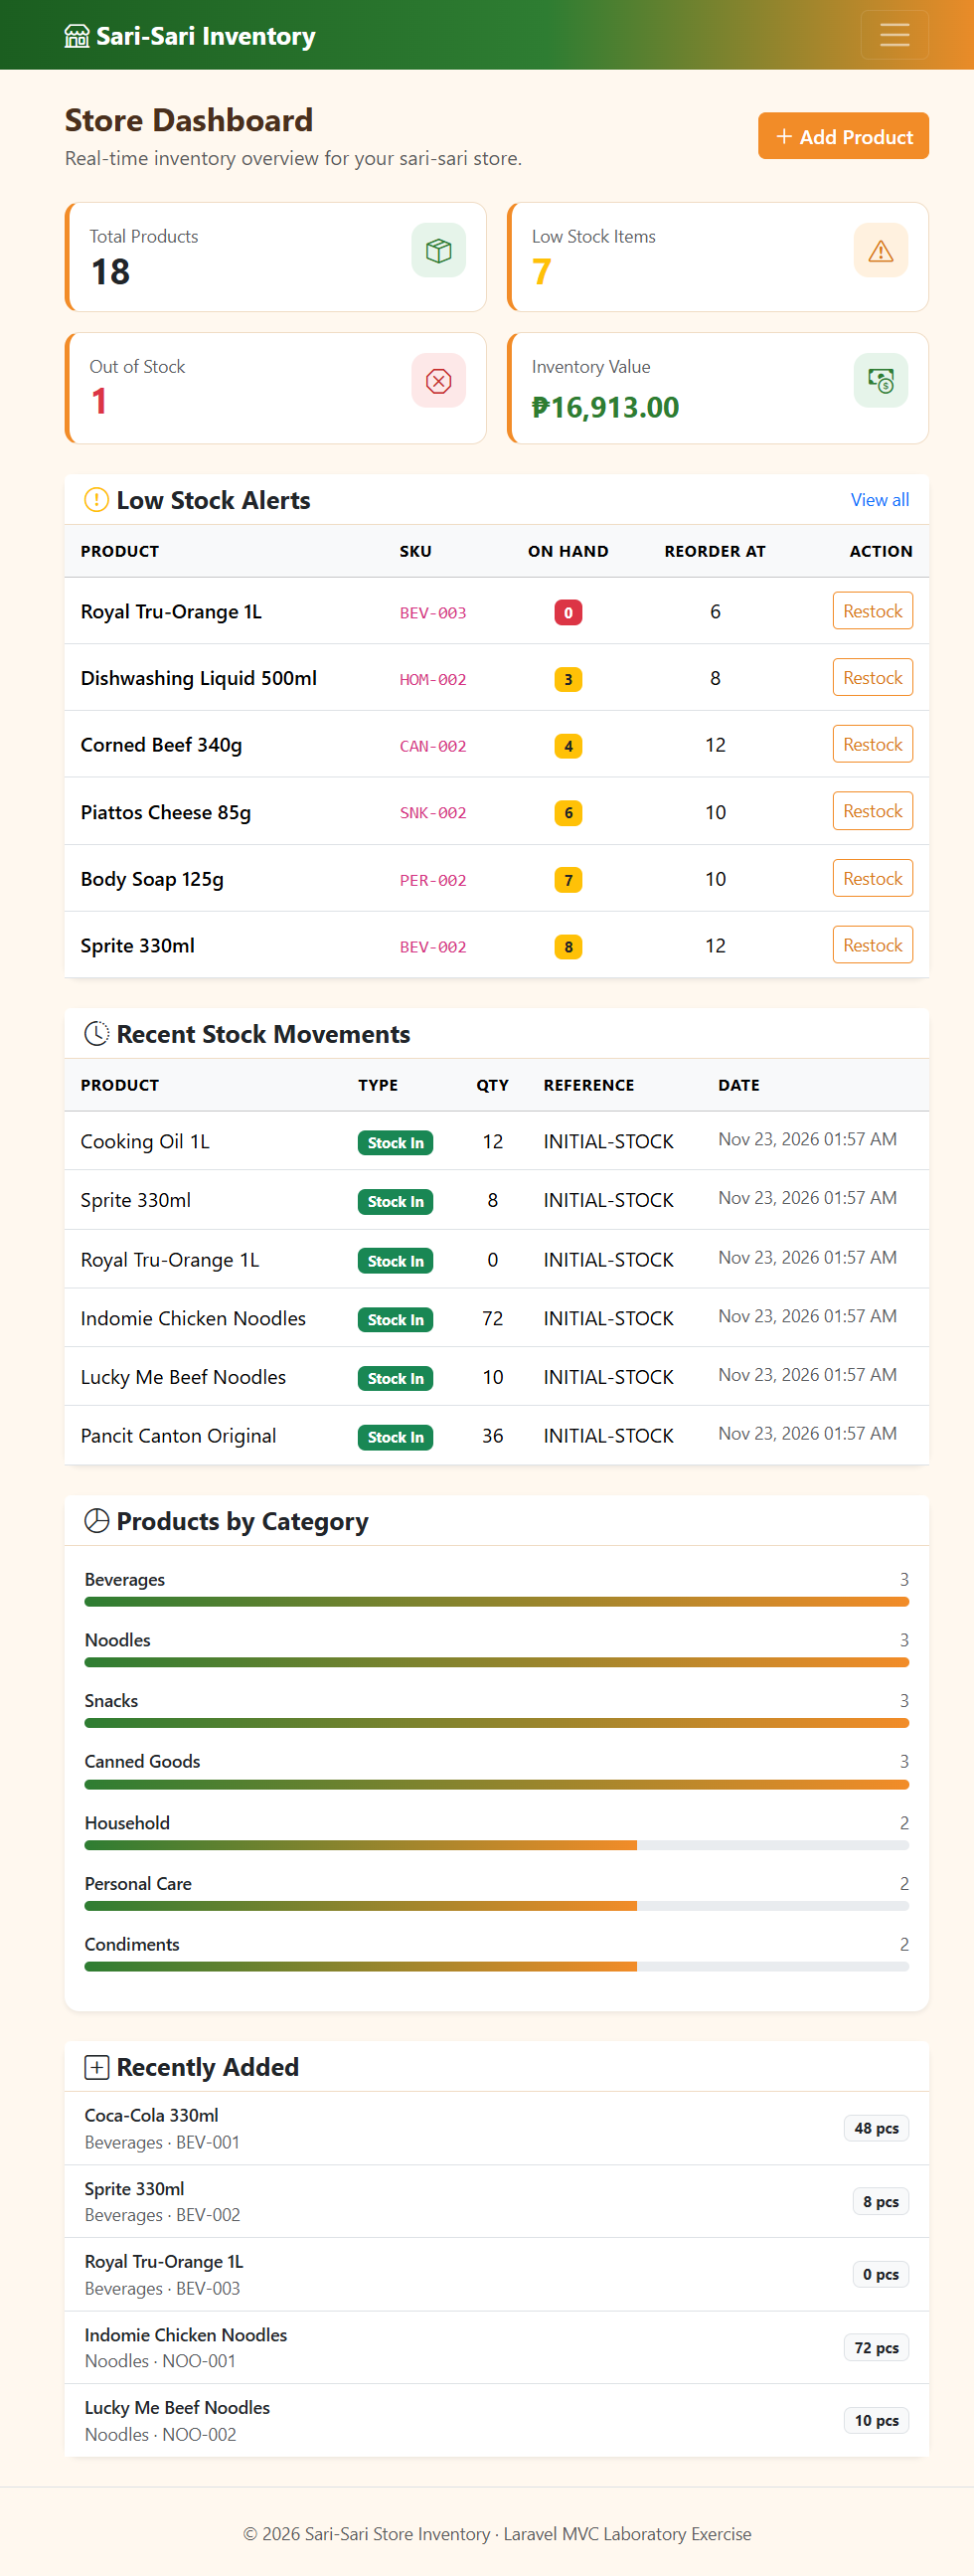 Sari-Sari Inventory
Store Dashboard
Real-time inventory overview for your sari-sari store.
+ Add Product
Total Products
18
Low Stock Items
7
Out of Stock
1
Inventory Value
₱16,913.00
Low Stock Alerts View all
PRODUCT SKU ON HAND REORDER AT ACTION
Royal Tru-Orange 1L BEV-003 0 6 Restock
Dishwashing Liquid 500ml HOM-002 3 8 Restock
Corned Beef 340g CAN-002 4 12 Restock
Piattos Cheese 85g SNK-002 6 10 Restock
Body Soap 125g PER-002 7 10 Restock
Sprite 330ml BEV-002 8 12 Restock
Recent Stock Movements
PRODUCT TYPE QTY REFERENCE DATE
Cooking Oil 1L Stock In 12 INITIAL-STOCK Nov 23, 2026 01:57 AM
Sprite 330ml Stock In 8 INITIAL-STOCK Nov 23, 2026 01:57 AM
Royal Tru-Orange 1L Stock In 0 INITIAL-STOCK Nov 23, 2026 01:57 AM
Indomie Chicken Noodles Stock In 72 INITIAL-STOCK Nov 23, 2026 01:57 AM
Lucky Me Beef Noodles Stock In 10 INITIAL-STOCK Nov 23, 2026 01:57 AM
Pancit Canton Original Stock In 36 INITIAL-STOCK Nov 23, 2026 01:57 AM
Products by Category
Beverages 3
Noodles 3
Snacks 3
Canned Goods 3
Household 2
Personal Care 2
Condiments 2
Recently Added
Coca-Cola 330ml
Beverages · BEV-001
48 pcs
Sprite 330ml
Beverages · BEV-002
8 pcs
Royal Tru-Orange 1L
Beverages · BEV-003
0 pcs
Indomie Chicken Noodles
Noodles · NOO-001
72 pcs
Lucky Me Beef Noodles
Noodles · NOO-002
10 pcs
© 2026 Sari-Sari Store Inventory · Laravel MVC Laboratory Exercise